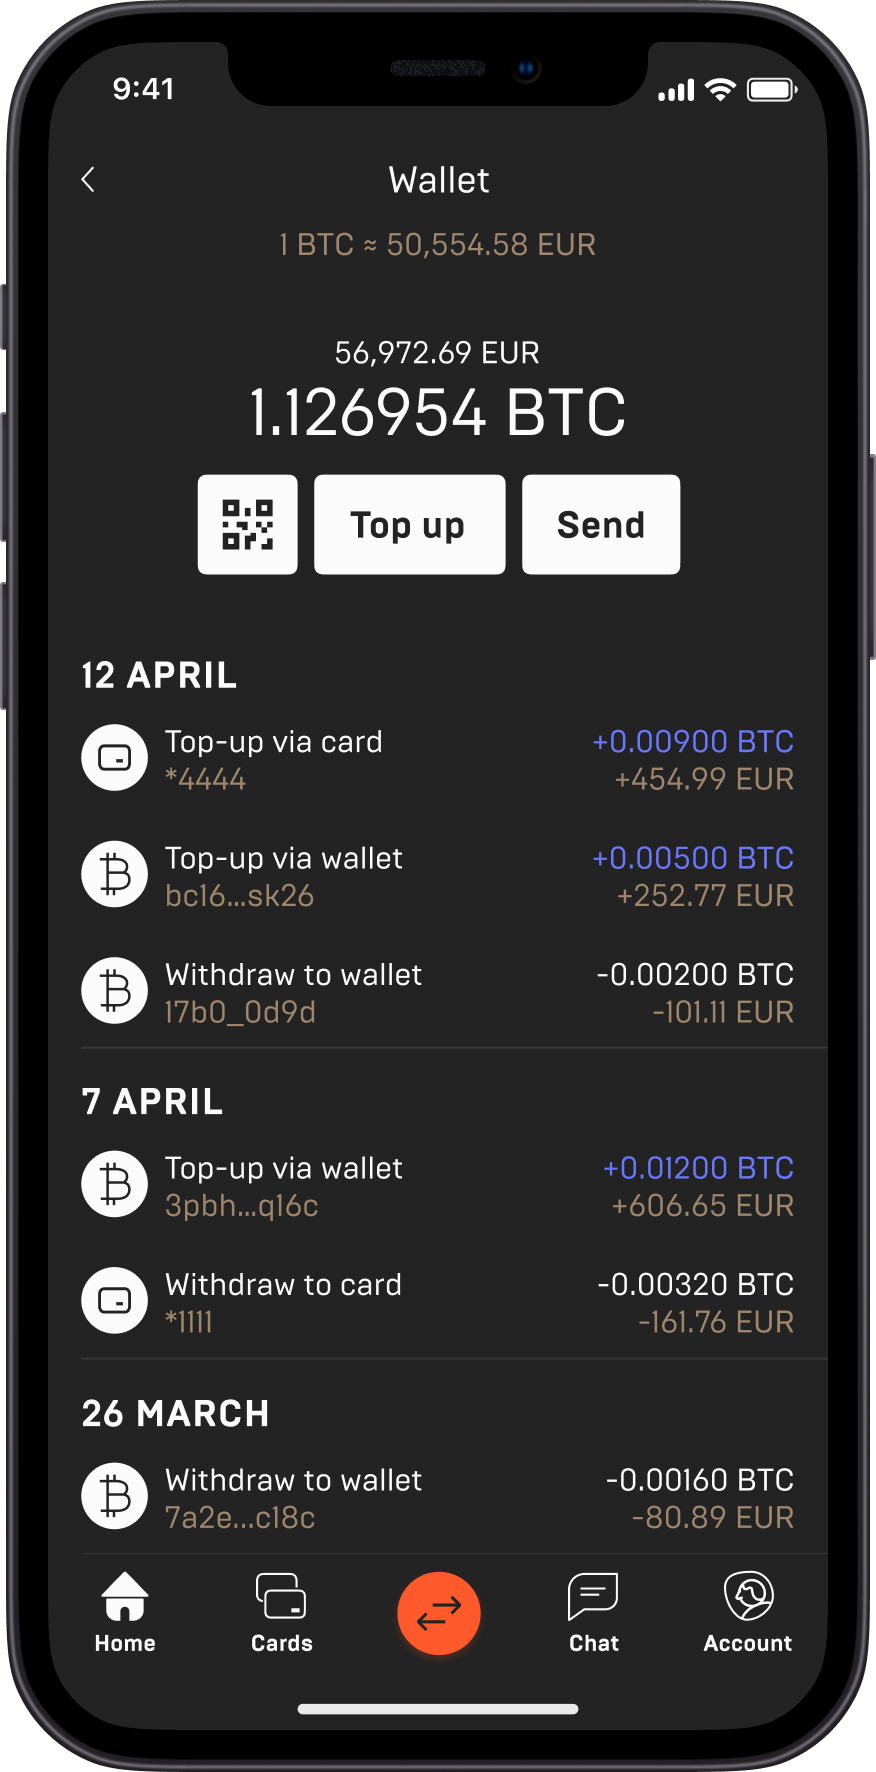 9:41
Wallet
1 BTC ≈ 50,554.58 EUR
56,972.69 EUR
1.126954 BTC
Top up
Send
12 APRIL
Top-up via card
+0.00900 BTC
*4444
+454.99 EUR
Top-up via wallet
+0.00500 BTC
bc16...sk26
+252.77 EUR
Withdraw to wallet
-0.00200 BTC
17b0_0d9d
-101.11 EUR
7 APRIL
Top-up via wallet
+0.01200 BTC
3pbh...q16c
+606.65 EUR
Withdraw to card
-0.00320 BTC
*1111
-161.76 EUR
26 MARCH
Withdraw to wallet
-0.00160 BTC
7a2e...c18c
-80.89 EUR
Home
Cards
Chat
Account